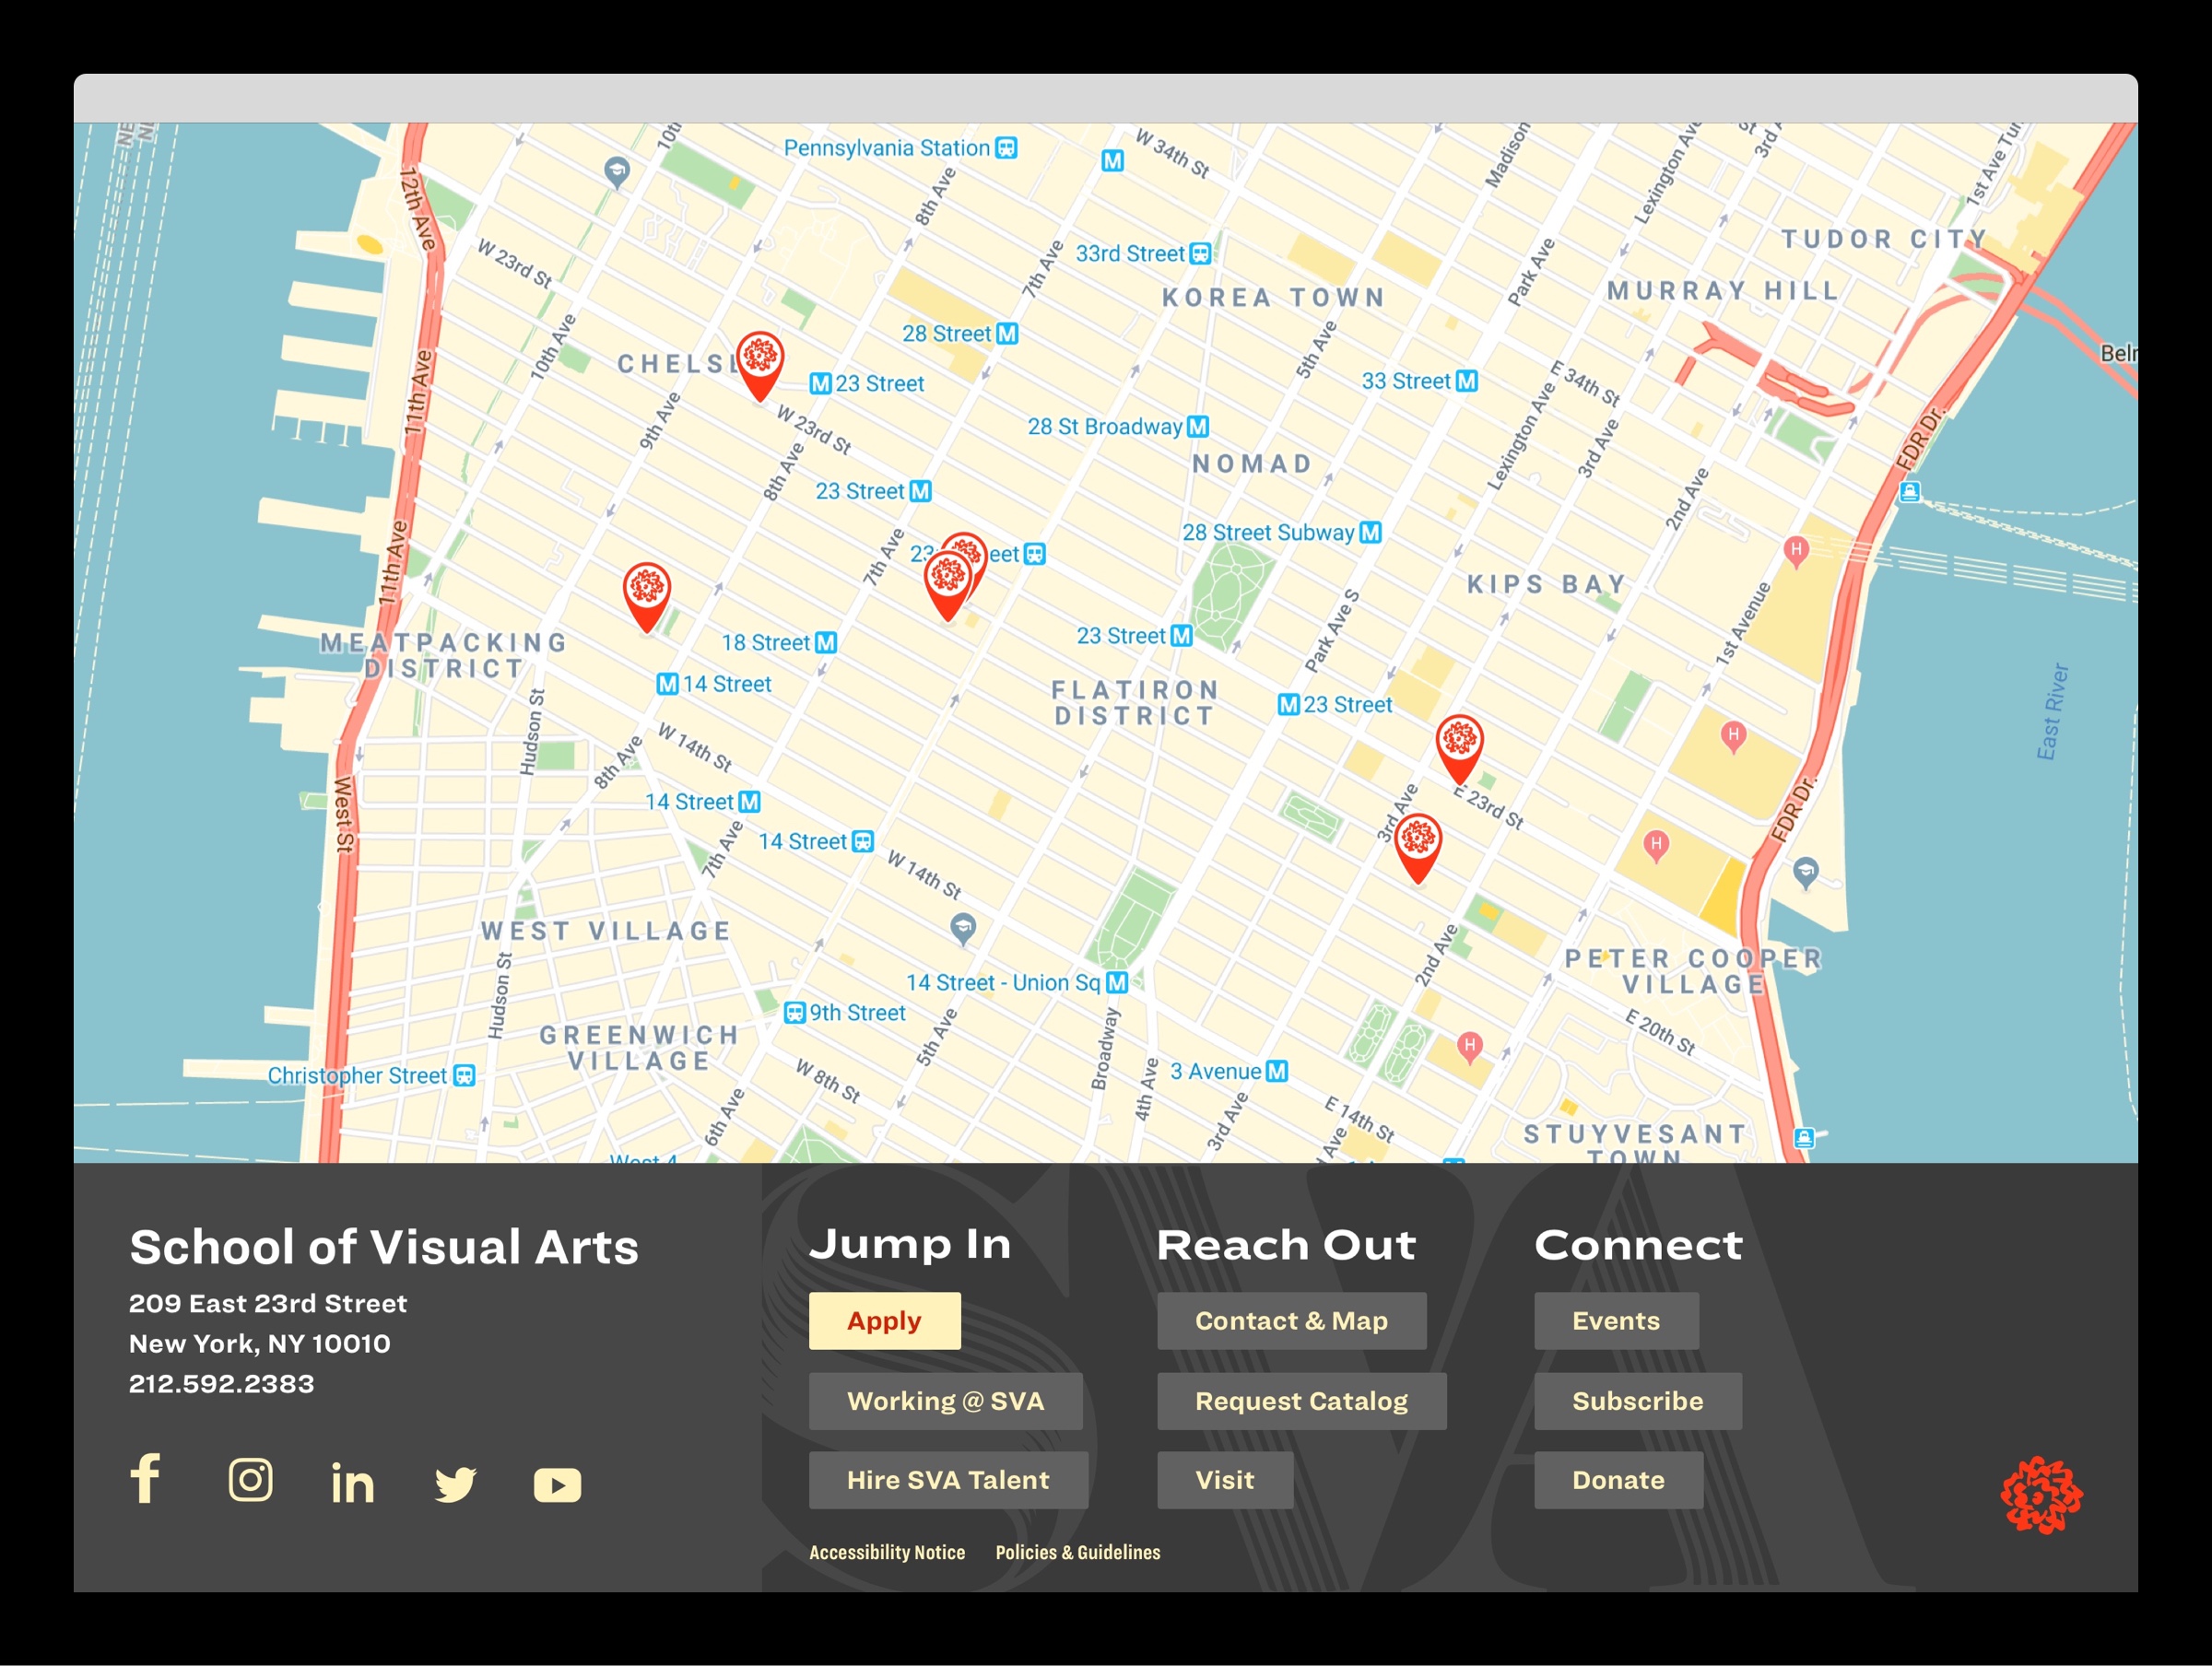 Pennsylvania Station
M
W 34th St
10th
Madison
Lexington Ave
St
3rd A
1st Ave Tun
12th Ave
8th Ave
7th Ave
33rd Street
Park Ave
TUDOR CITY
W 23rd St
KOREA TOWN
MURRAY HILL
10th Ave
28 Street M
5th Ave
Belm
11th Ave
CHELSE
M 23 Street
33 Street M
E 34th St
9th Ave
W 23rd St
28 St Broadway M
Lexington Ave
3rd Ave
FDR Dr.
8th Ave
NOMAD
23 Street M
2nd Ave
28 Street Subway M
11th Ave
7th Ave
23 eet
H
KIPS BAY
Park Ave S
1st Avenue
MEATPACKING
DISTRICT
18 Street M
23 Street M
M 14 Street
FLATIRON
DISTRICT
M 23 Street
East River
Hudson St
8th Ave
W 14th St
H
West St
14 Street M
3rd Ave
E 23rd St
FDR Dr.
14 Street
7th Ave
W 14th St
H
WEST VILLAGE
2nd Ave
PETER COOPER
VILLAGE
14 Street - Union Sq M
Hudson St
9th Street
5th Ave
Broadway
E 20th St
GREENWICH
VILLAGE
H
Christopher Street
W 8th St
4th Ave
3 Avenue M
6th Ave
3rd Ave
E 14th St
STUYVESANT
TOWN
West 4
Ave
SVA
School of Visual Arts
209 East 23rd Street
New York, NY 10010
212.592.2383
f
in
Jump In
Apply
Working @ SVA
Hire SVA Talent
Reach Out
Contact & Map
Request Catalog
Visit
Connect
Events
Subscribe
Donate
Accessibility Notice
Policies & Guidelines